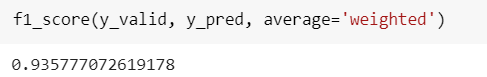 f1_score(y_valid, y_pred, average='weighted')
0.935777072619178